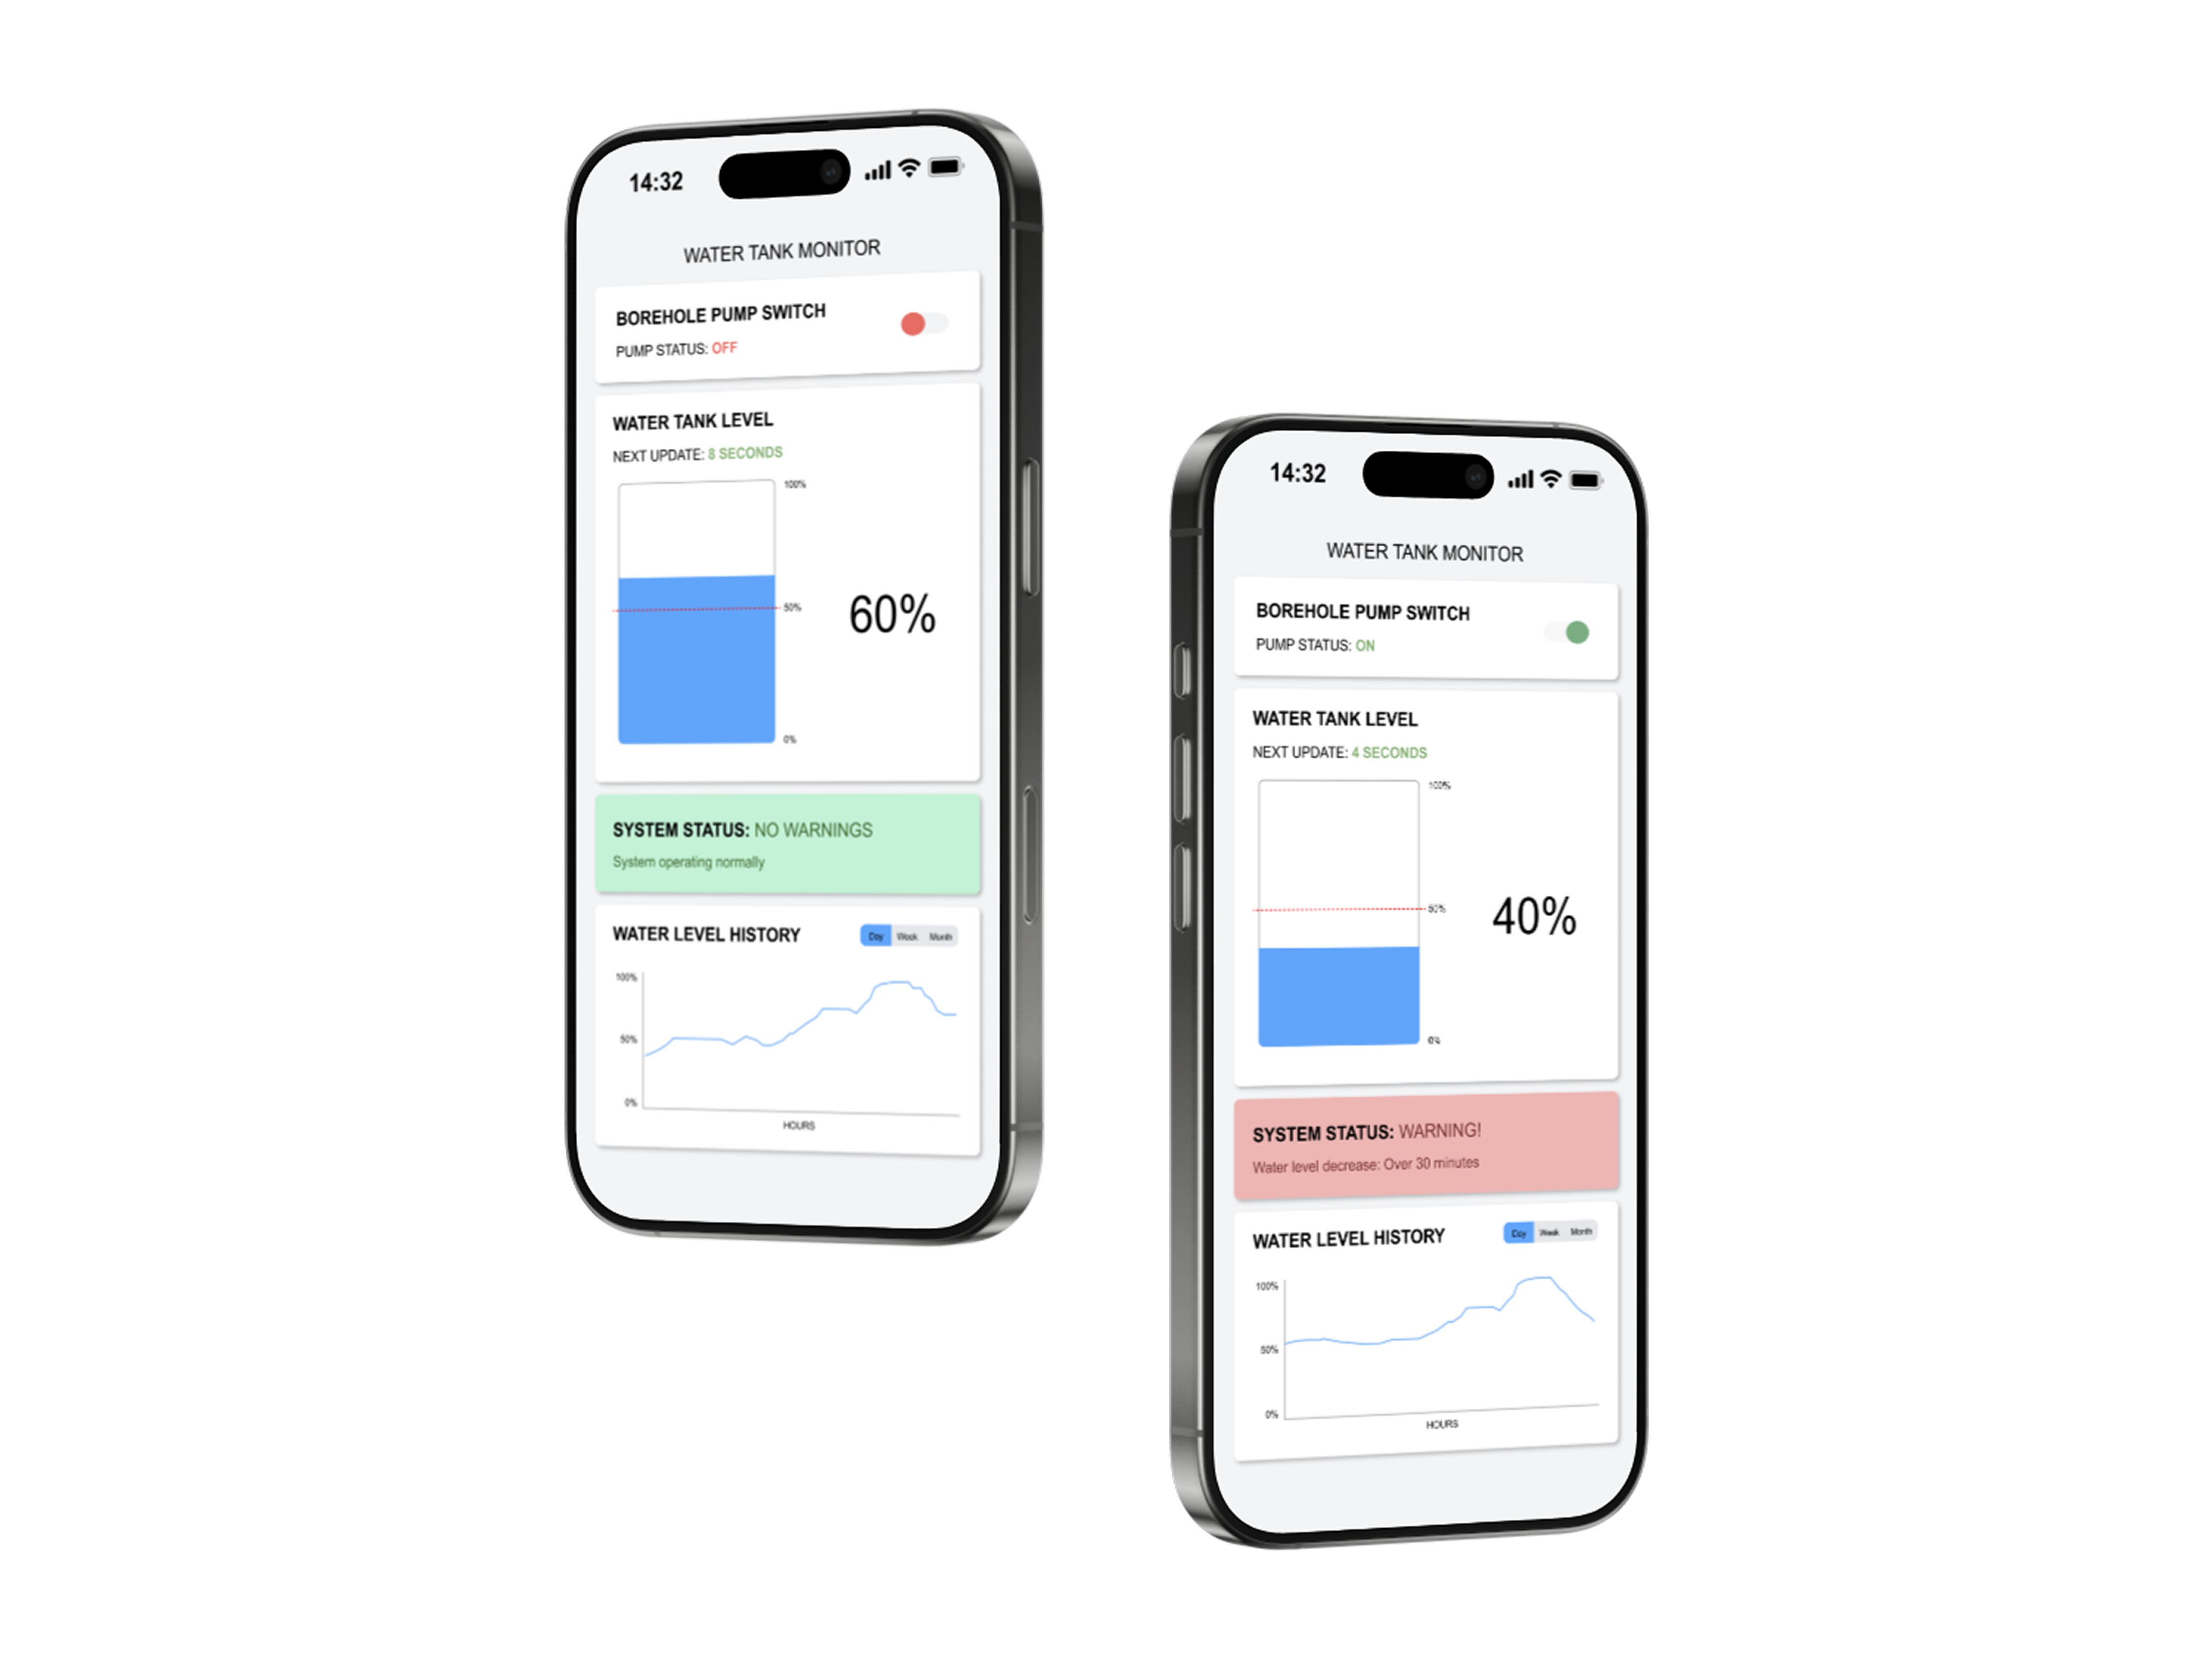 14:32
WATER TANK MONITOR
BOREHOLE PUMP SWITCH
PUMP STATUS: OFF
WATER TANK LEVEL
NEXT UPDATE: 8 SECONDS
100%
50%
60%
0%
SYSTEM STATUS: NO WARNINGS
System operating normally
WATER LEVEL HISTORY
Day Week Month
100%
50%
0%
HOURS
14:32
WATER TANK MONITOR
BOREHOLE PUMP SWITCH
PUMP STATUS: ON
WATER TANK LEVEL
NEXT UPDATE: 4 SECONDS
100%
50%
40%
0%
SYSTEM STATUS: WARNING!
Water level decrease: Over 30 minutes
WATER LEVEL HISTORY
Day Week Month
100%
50%
0%
HOURS